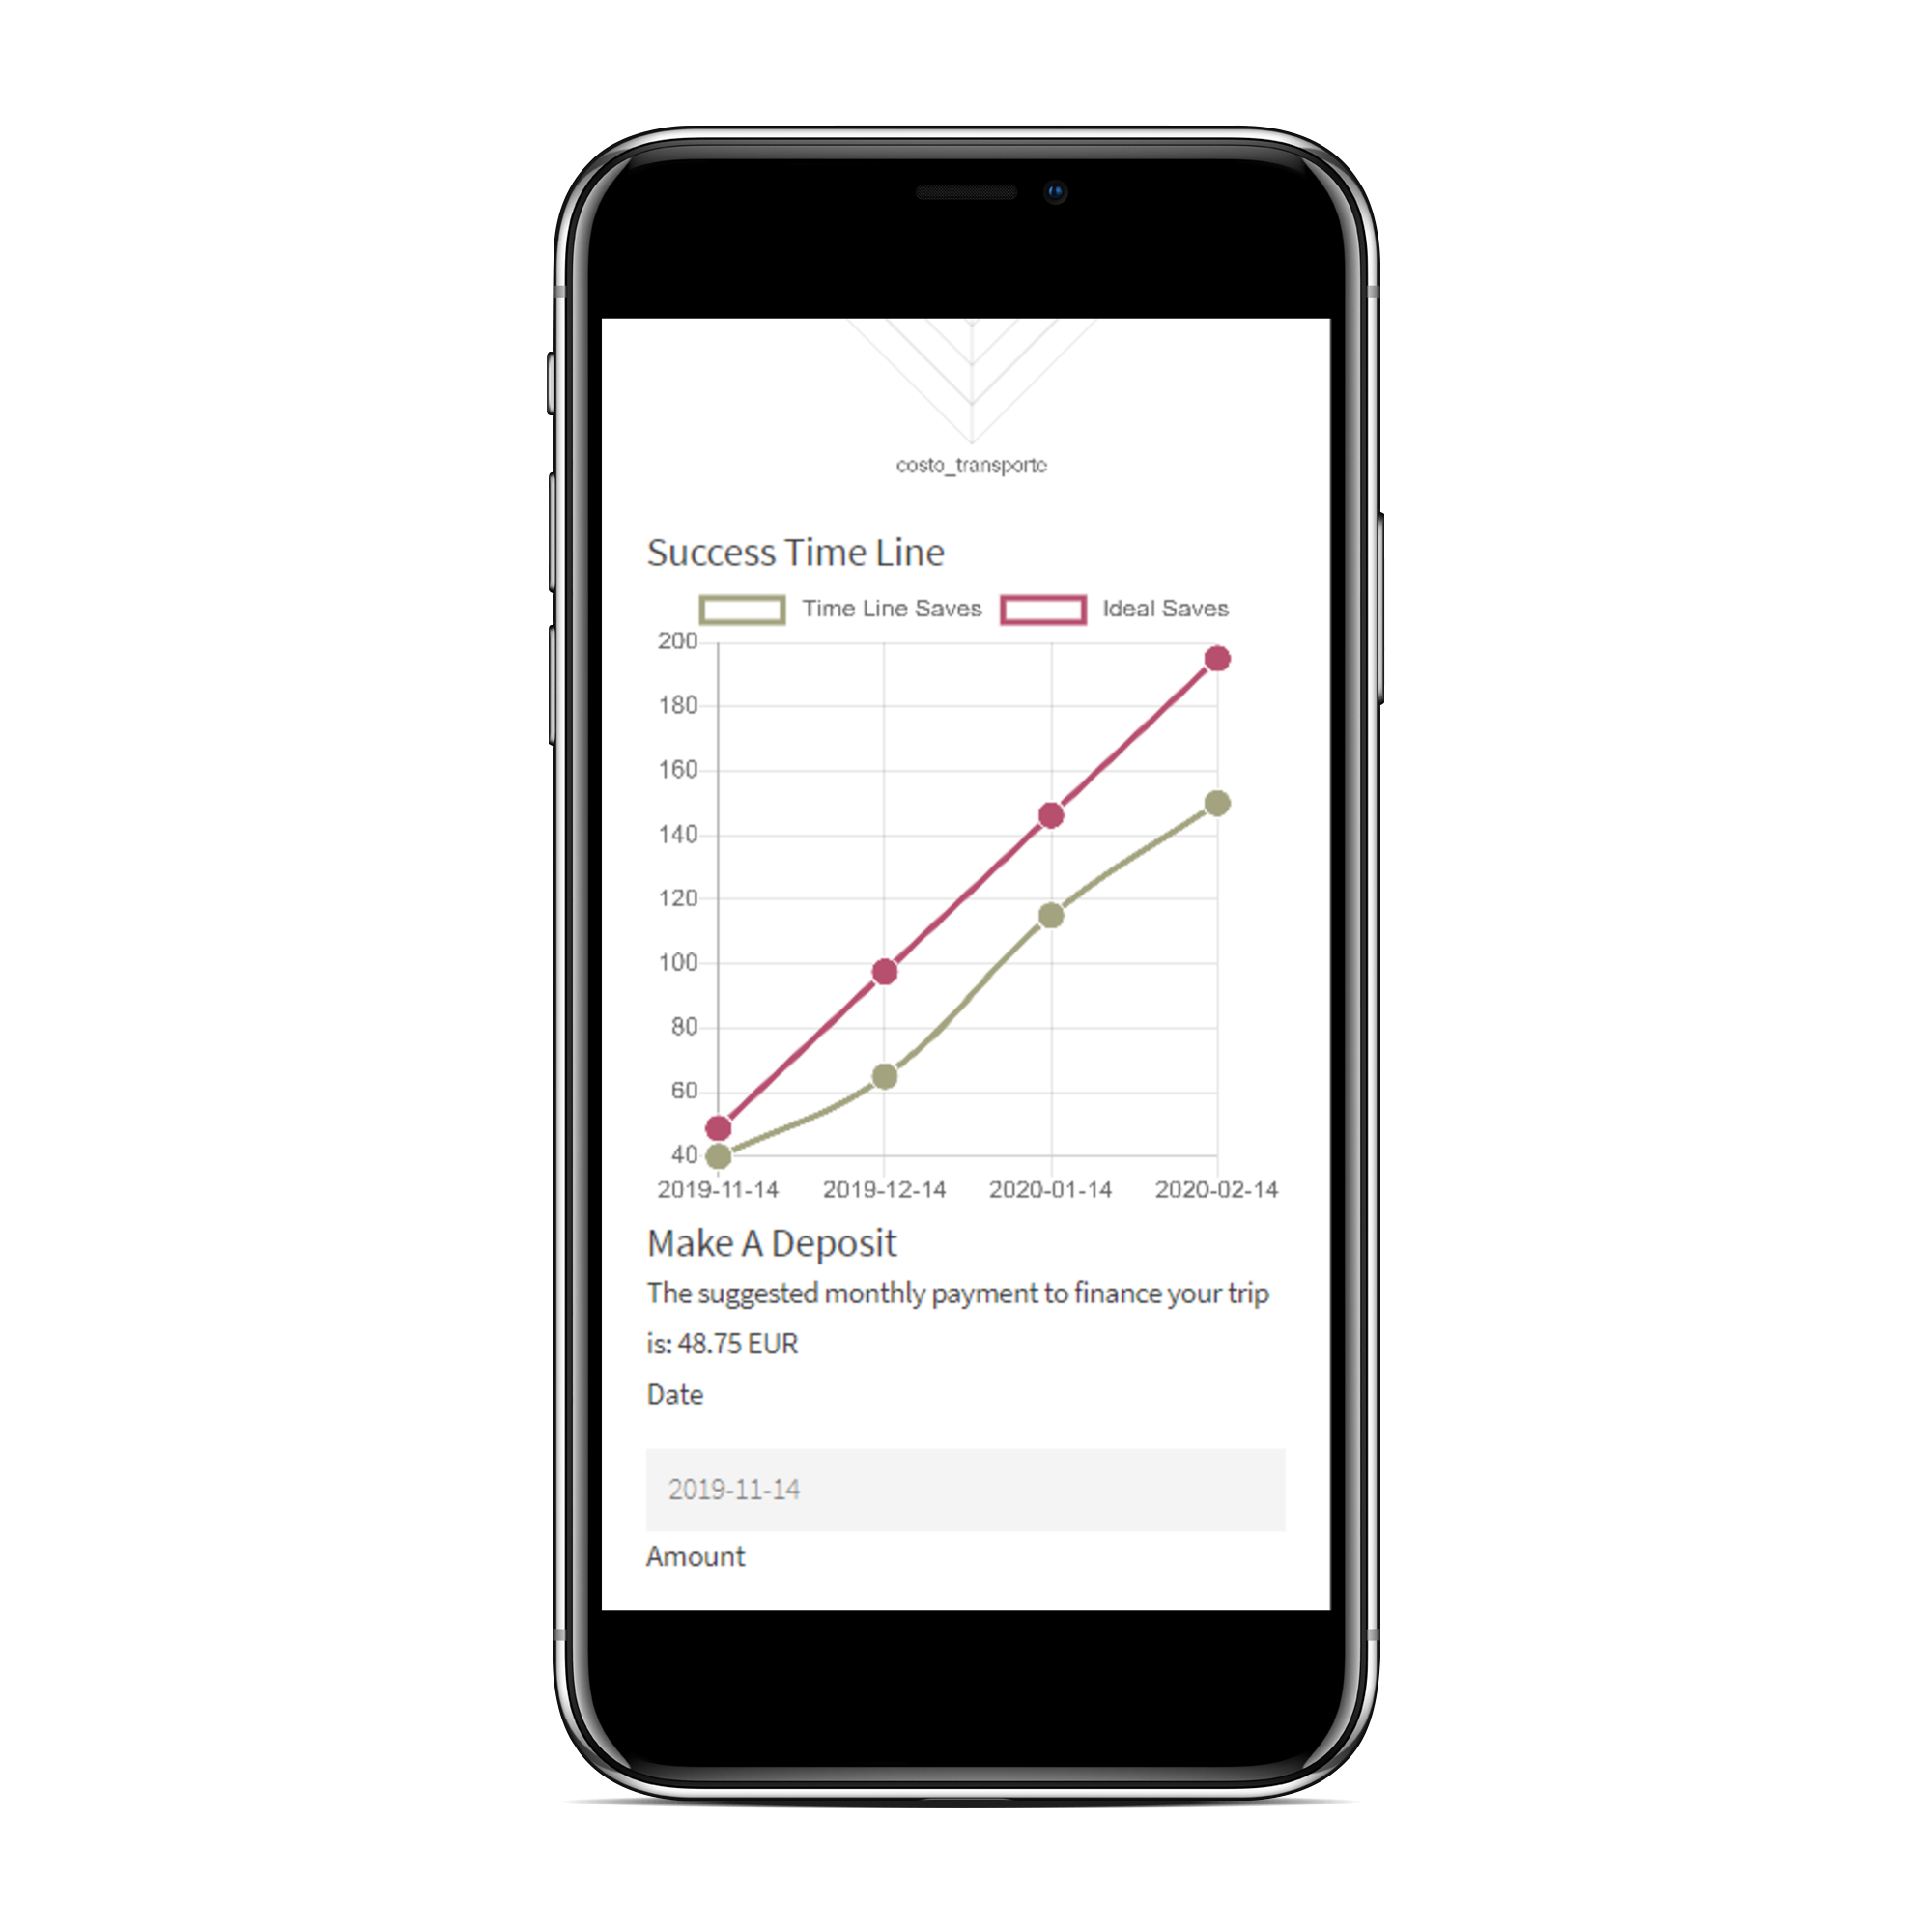 costo_transporte
Success Time Line
Time Line Saves Ideal Saves
200
180
160
140
120
100
80
60
40
2019-11-14 2019-12-14 2020-01-14 2020-02-14
Make A Deposit
The suggested monthly payment to finance your trip
is: 48.75 EUR
Date
2019-11-14
Amount